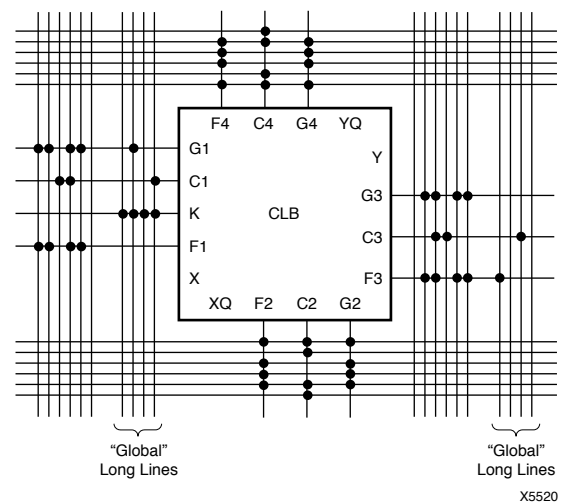 F4 C4 G4 YQ
G1
Y
C1
G3
K
CLB
C3
F1
X
F3
XQ F2 C2 G2
“Global”
Long Lines
“Global”
Long Lines
X5520